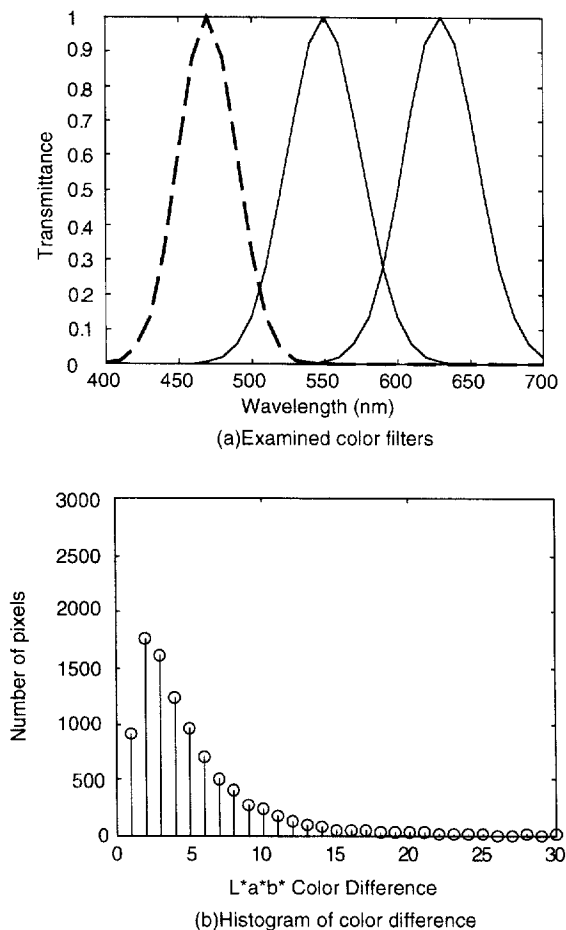 1
0.9
0.8
0.7
0.6
0.5
0.4
0.3
0.2
0.1
0
Transmittance
400 450 500 550 600 650 700
Wavelength (nm)
(a)Examined color filters
3000
2500
2000
1500
1000
500
0
Number of pixels
0 5 10 15 20 25 30
L*a*b* Color Difference
(b)Histogram of color difference